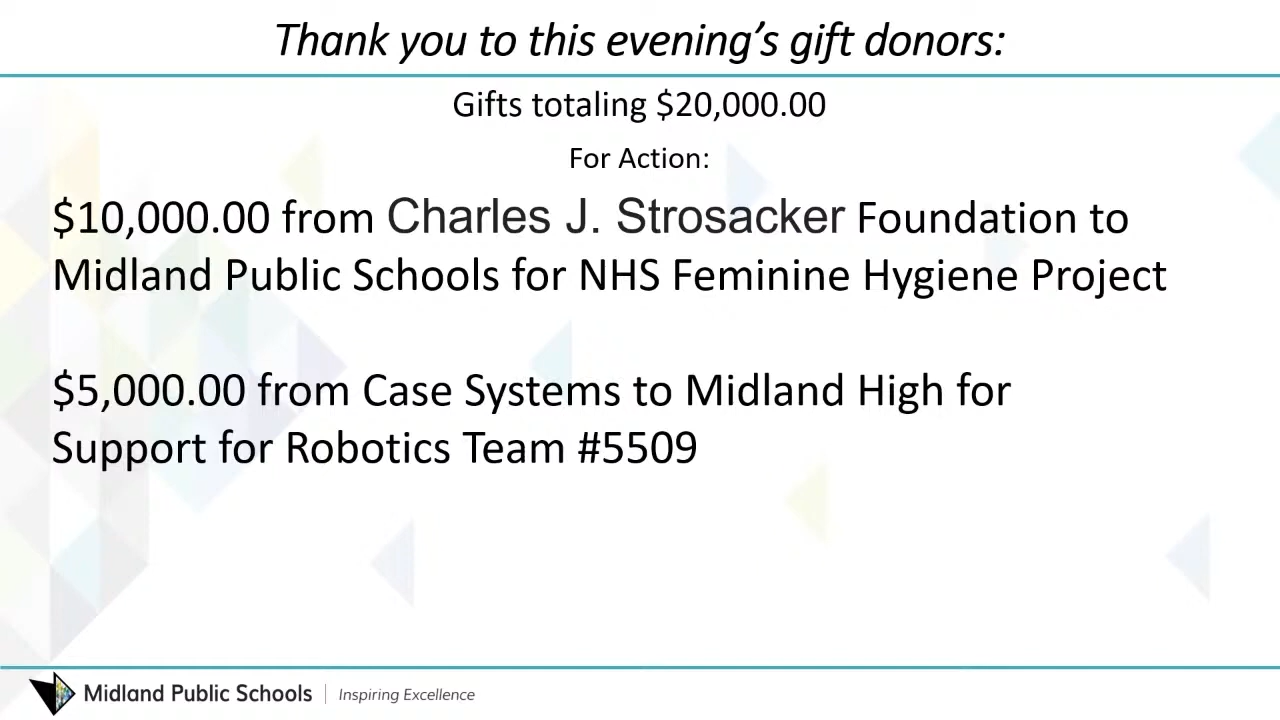 Thank you to this evening's gift donors:
Gifts totaling $20,000.00
For Action:
$10,000.00 from Charles J. Strosacker Foundation to
Midland Public Schools for NHS Feminine Hygiene Project
$5,000.00 from Case Systems to Midland High for
Support for Robotics Team #5509
Midland Public Schools | Inspiring Excellence